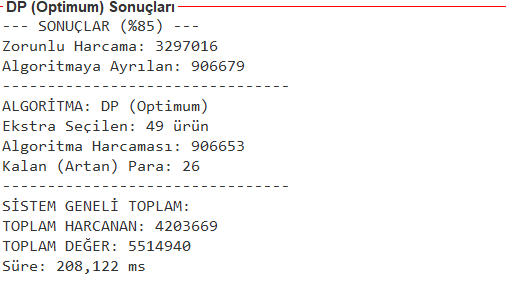 DP (Optimum) Sonuçları
--- SONUÇLAR (%85) ---
Zorunlu Harcama: 3297016
Algoritmaya Ayrılan: 906679
--------------------------------
ALGORİTMA: DP (Optimum)
Ekstra Seçilen: 49 ürün
Algoritma Harcaması: 906653
Kalan (Artan) Para: 26
--------------------------------
SİSTEM GENELİ TOPLAM:
TOPLAM HARCANAN: 4203669
TOPLAM DEĞER: 5514940
Süre: 208,122 ms